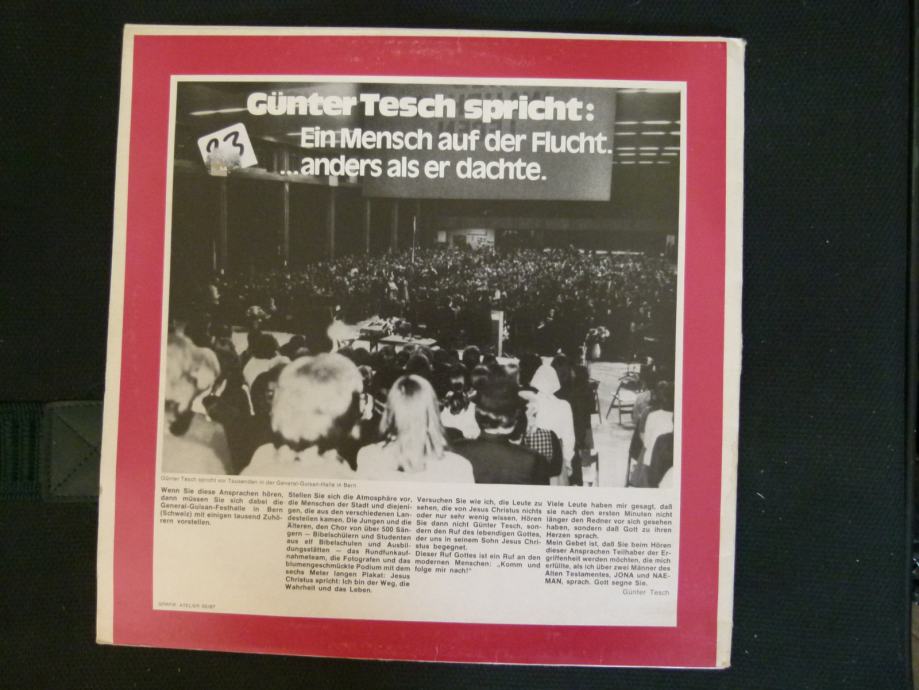 Günter Tesch spricht:
Ein Mensch auf der Flucht.
...anders als er dachte.
Günter Tesch spricht vor Tausenden in der General-Guisan-Halle in Bern
Wenn Sie diese Ansprachen hören,
dann müssen Sie sich dabei die
General-Guisan-Festhalle in Bern
(Schweiz) mit einigen tausend Zuhö-
rern vorstellen.
Stellen Sie sich die Atmosphäre vor,
die Menschen der Stadt und diejeni-
gen, die aus den verschiedenen Lan-
desteilen kamen. Die Jungen und die
Älteren, den Chor von über 500 Sän-
gern – Bibelschülern und Studenten
aus elf Bibelschulen und Ausbil-
dungsstätten – das Rundfunkauf-
nahmeteam, die Fotografen und das
blumengeschmückte Podium mit dem
sechs Meter langen Plakat: Jesus
Christus spricht: Ich bin der Weg, die
Wahrheit und das Leben.
Versuchen Sie wie ich, die Leute zu
sehen, die von Jesus Christus nichts
oder nur sehr wenig wissen. Hören
Sie dann nicht Günter Tesch, son-
dern den Ruf des lebendigen Gottes,
der uns in seinem Sohn Jesus Chri-
stus begegnet.
Dieser Ruf Gottes ist ein Ruf an den
modernen Menschen: „Komm und
folge mir nach!"
Viele Leute haben mir gesagt, daß
sie nach den ersten Minuten nicht
länger den Redner vor sich gesehen
haben, sondern daß Gott zu ihren
Herzen sprach.
Mein Gebet ist, daß Sie beim Hören
dieser Ansprachen Teilhaber der Er-
griffenheit werden möchten, die mich
erfüllte, als ich über zwei Männer des
Alten Testamentes, JONA und NAE-
MAN, sprach. Gott segne Sie.
Günter Tesch